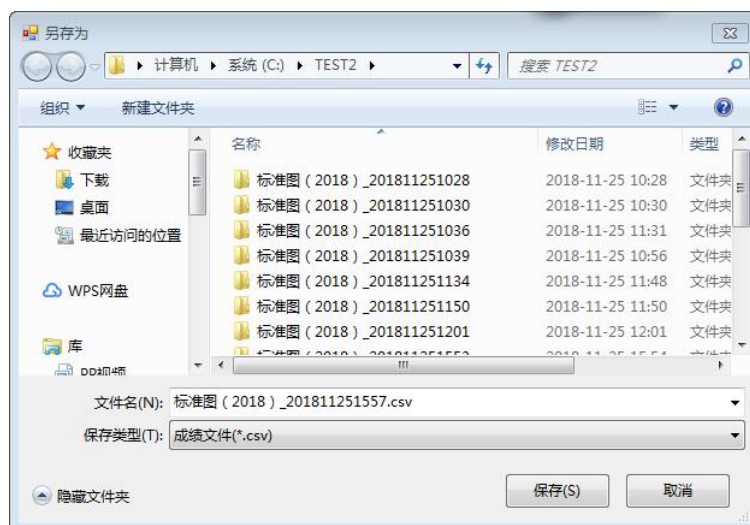 另存为
计算机 系统 (C:) TEST2 搜索 TEST2
组织 新建文件夹
收藏夹
下载
桌面
最近访问的位置
WPS网盘
库
PP视频
名称 修改日期 类型
标准图（2018）_201811251028 2018-11-25 10:28 文件夹
标准图（2018）_201811251030 2018-11-25 10:30 文件夹
标准图（2018）_201811251036 2018-11-25 11:31 文件夹
标准图（2018）_201811251039 2018-11-25 10:56 文件夹
标准图（2018）_201811251134 2018-11-25 11:48 文件夹
标准图（2018）_201811251150 2018-11-25 11:50 文件夹
标准图（2018）_201811251201 2018-11-25 12:01 文件夹
文件名(N): 标准图（2018）_201811251557.csv
保存类型(T): 成绩文件(*.csv)
隐藏文件夹 保存(S) 取消